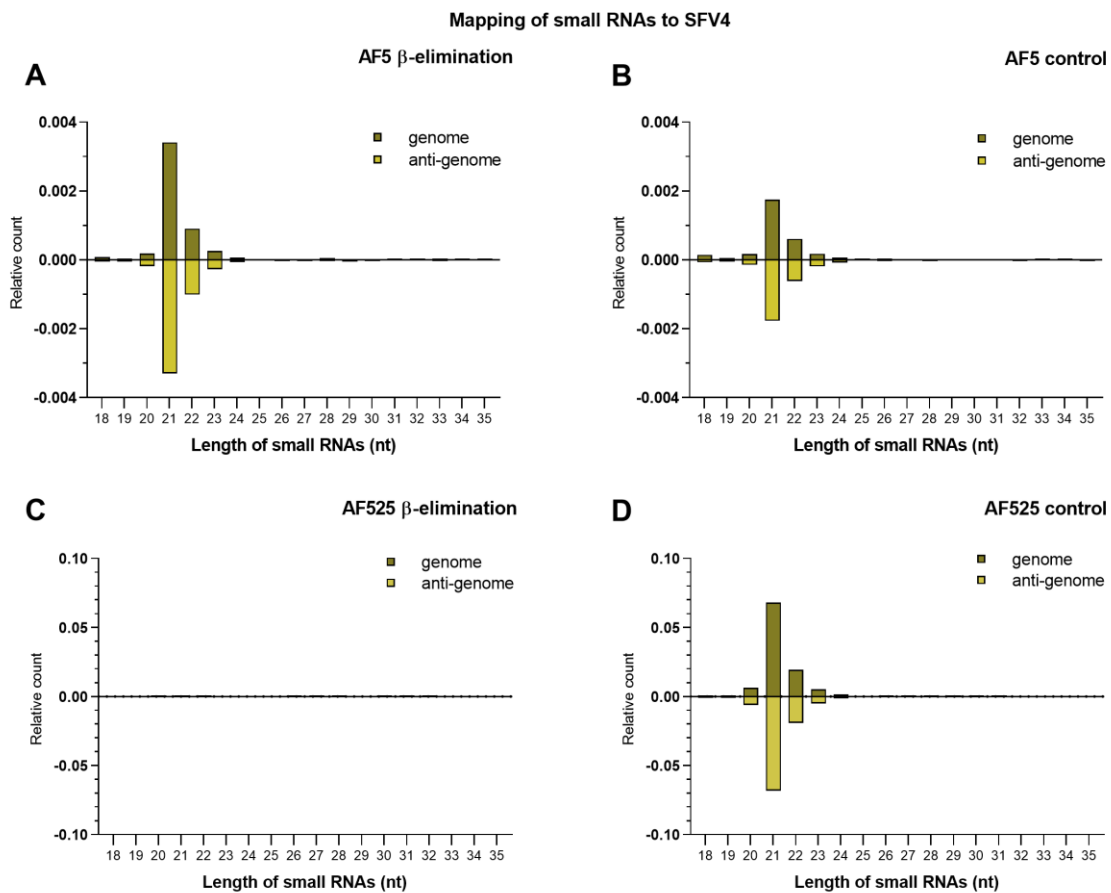 Mapping of small RNAs to SFV4
A
AF5 β-elimination
genome
anti-genome
0.004
0.002
0.000
-0.002
-0.004
Relative count
18 19 20 21 22 23 24 25 26 27 28 29 30 31 32 33 34 35
Length of small RNAs (nt)
B
AF5 control
genome
anti-genome
0.004
0.002
0.000
-0.002
-0.004
Relative count
18 19 20 21 22 23 24 25 26 27 28 29 30 31 32 33 34 35
Length of small RNAs (nt)
C
AF525 β-elimination
genome
anti-genome
0.10
0.05
0.00
-0.05
-0.10
Relative count
18 19 20 21 22 23 24 25 26 27 28 29 30 31 32 33 34 35
Length of small RNAs (nt)
D
AF525 control
genome
anti-genome
0.10
0.05
0.00
-0.05
-0.10
Relative count
18 19 20 21 22 23 24 25 26 27 28 29 30 31 32 33 34 35
Length of small RNAs (nt)